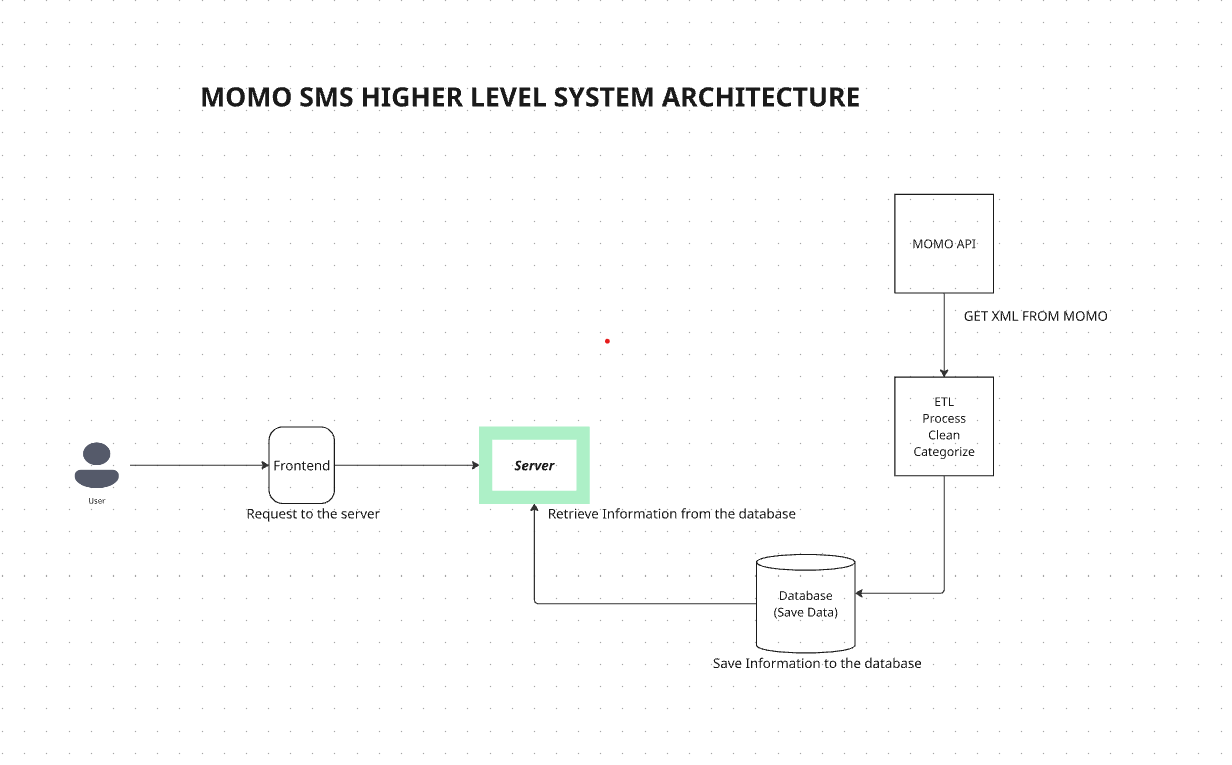 MOMO SMS HIGHER LEVEL SYSTEM ARCHITECTURE
MOMO API
GET XML FROM MOMO
ETL
Process
Clean
Categorize
User
Frontend
Request to the server
Server
Retrieve Information from the database
Database
(Save Data)
Save Information to the database